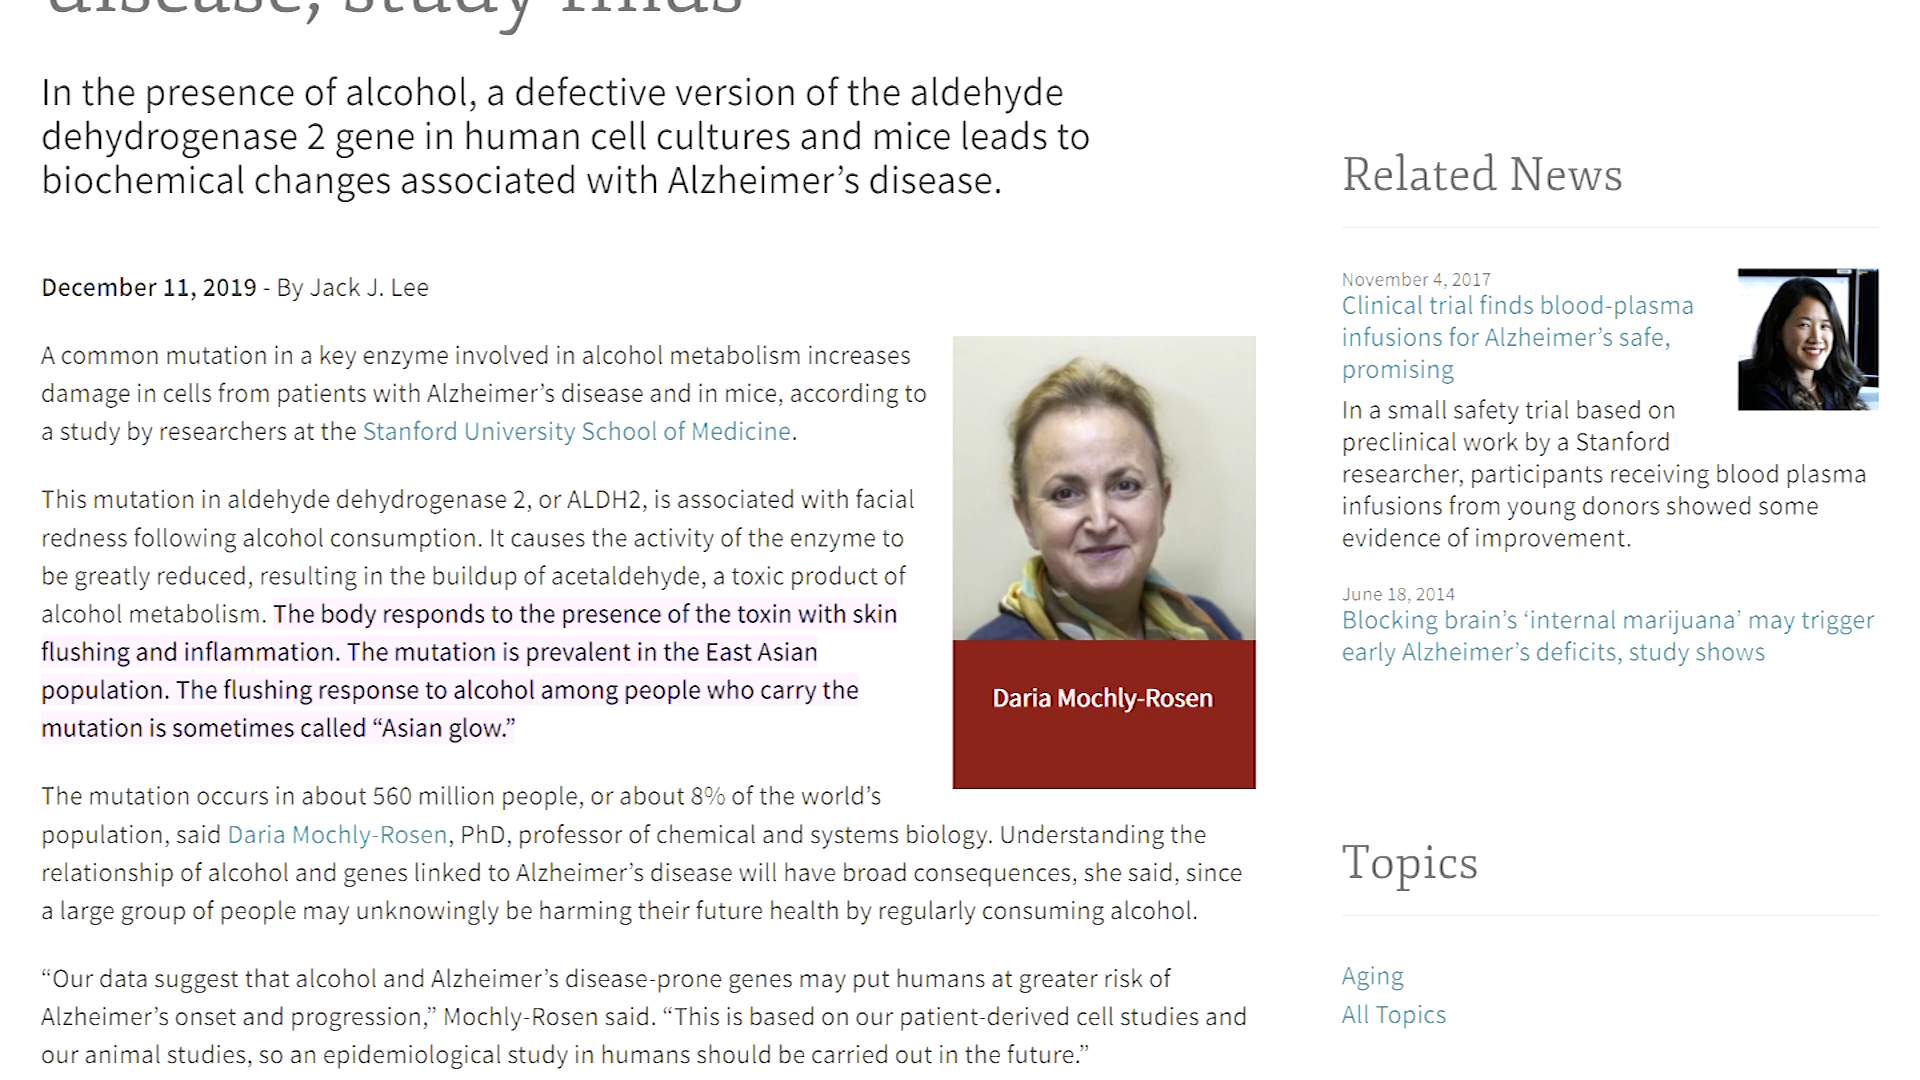 disease, study finds
In the presence of alcohol, a defective version of the aldehyde
dehydrogenase 2 gene in human cell cultures and mice leads to
biochemical changes associated with Alzheimer’s disease.
December 11, 2019 - By Jack J. Lee
A common mutation in a key enzyme involved in alcohol metabolism increases
damage in cells from patients with Alzheimer’s disease and in mice, according to
a study by researchers at the Stanford University School of Medicine.
This mutation in aldehyde dehydrogenase 2, or ALDH2, is associated with facial
redness following alcohol consumption. It causes the activity of the enzyme to
be greatly reduced, resulting in the buildup of acetaldehyde, a toxic product of
alcohol metabolism. The body responds to the presence of the toxin with skin
flushing and inflammation. The mutation is prevalent in the East Asian
population. The flushing response to alcohol among people who carry the
mutation is sometimes called “Asian glow.”
Daria Mochly-Rosen
The mutation occurs in about 560 million people, or about 8% of the world’s
population, said Daria Mochly-Rosen, PhD, professor of chemical and systems biology. Understanding the
relationship of alcohol and genes linked to Alzheimer’s disease will have broad consequences, she said, since
a large group of people may unknowingly be harming their future health by regularly consuming alcohol.
“Our data suggest that alcohol and Alzheimer’s disease-prone genes may put humans at greater risk of
Alzheimer’s onset and progression,” Mochly-Rosen said. “This is based on our patient-derived cell studies and
our animal studies, so an epidemiological study in humans should be carried out in the future.”
Related News
November 4, 2017
Clinical trial finds blood-plasma
infusions for Alzheimer’s safe,
promising
In a small safety trial based on
preclinical work by a Stanford
researcher, participants receiving blood plasma
infusions from young donors showed some
evidence of improvement.
June 18, 2014
Blocking brain’s ‘internal marijuana’ may trigger
early Alzheimer’s deficits, study shows
Topics
Aging
All Topics